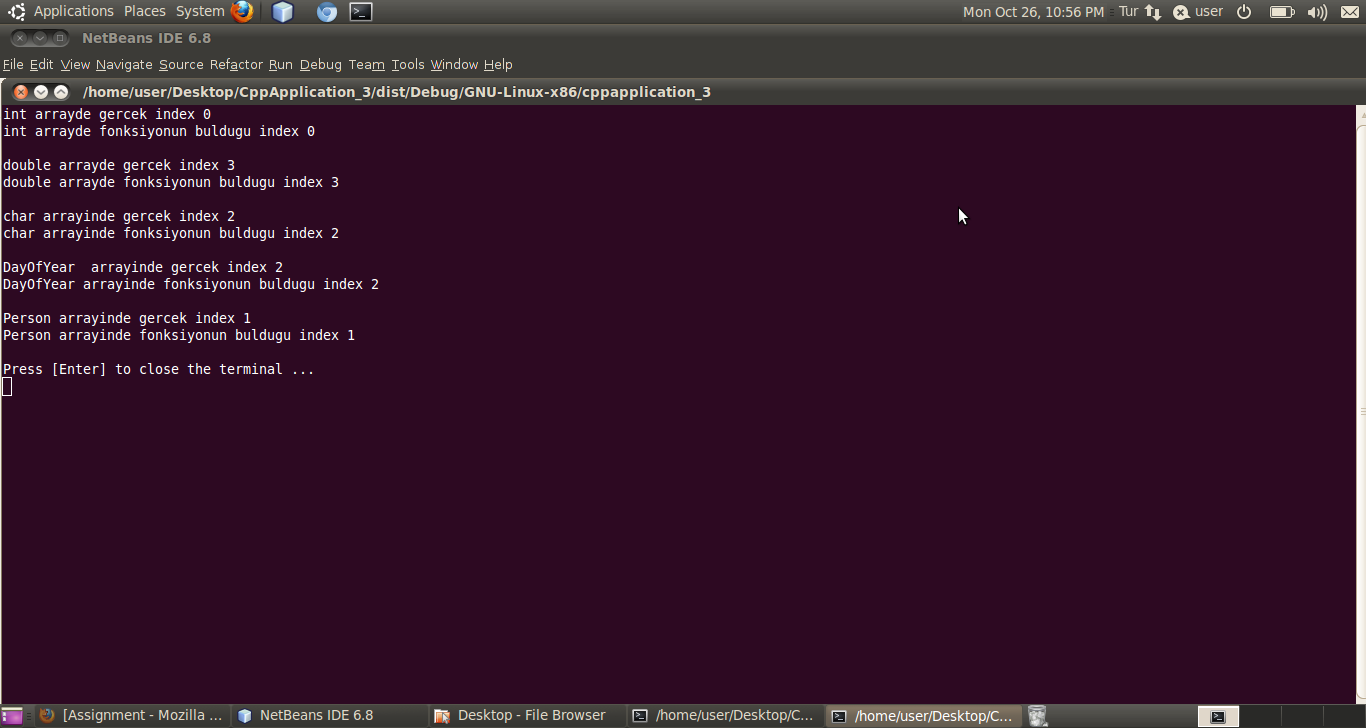 Applications Places System
Mon Oct 26, 10:56 PM Tur user
NetBeans IDE 6.8
File Edit View Navigate Source Refactor Run Debug Team Tools Window Help
/home/user/Desktop/CppApplication_3/dist/Debug/GNU-Linux-x86/cppapplication_3
int arrayde gercek index 0
int arrayde fonksiyonun buldugu index 0
double arrayde gercek index 3
double arrayde fonksiyonun buldugu index 3
char arrayinde gercek index 2
char arrayinde fonksiyonun buldugu index 2
DayOfYear  arrayinde gercek index 2
DayOfYear arrayinde fonksiyonun buldugu index 2
Person arrayinde gercek index 1
Person arrayinde fonksiyonun buldugu index 1
Press [Enter] to close the terminal ...
[Assignment - Mozilla ... NetBeans IDE 6.8 Desktop - File Browser /home/user/Desktop/C... /home/user/Desktop/C...